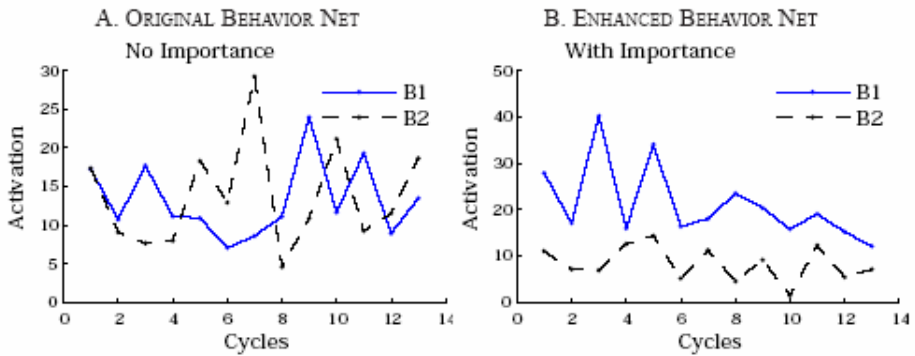 A. ORIGINAL BEHAVIOR NET
No Importance
30
25
20
15
10
5
0
Activation
B1
B2
0 2 4 6 8 10 12 14
Cycles
B. ENHANCED BEHAVIOR NET
With Importance
50
40
30
20
10
0
Activation
B1
B2
0 2 4 6 8 10 12 14
Cycles